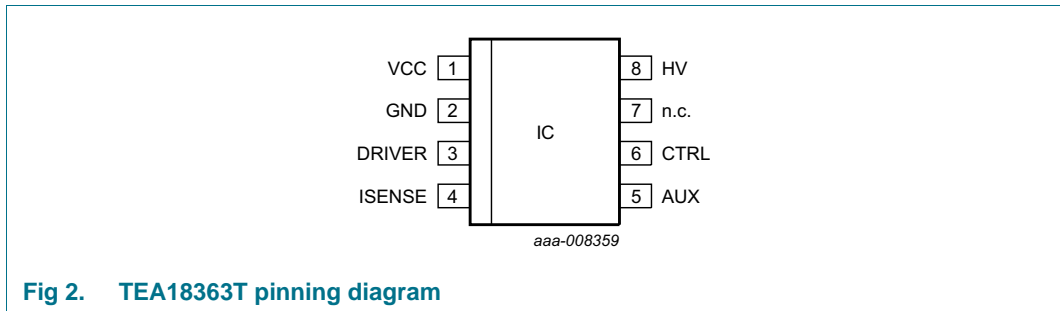 VCC 1 8 HV
GND 2 7 n.c.
IC
DRIVER 3 6 CTRL
ISENSE 4 5 AUX
aaa-008359
Fig 2. TEA18363T pinning diagram